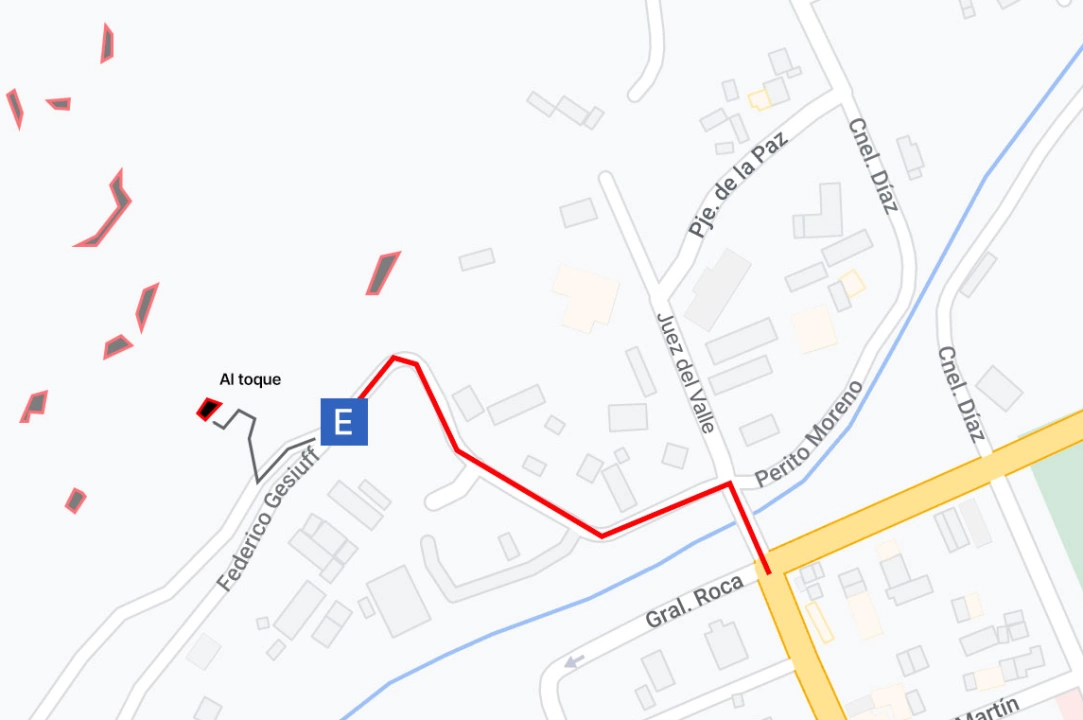 Cnel. Díaz
Pje. de la Paz
Juez del Valle
Cnel. Díaz
Al toque
E
Perito Moreno
Federico Gesiuff
Gral. Roca
Martín